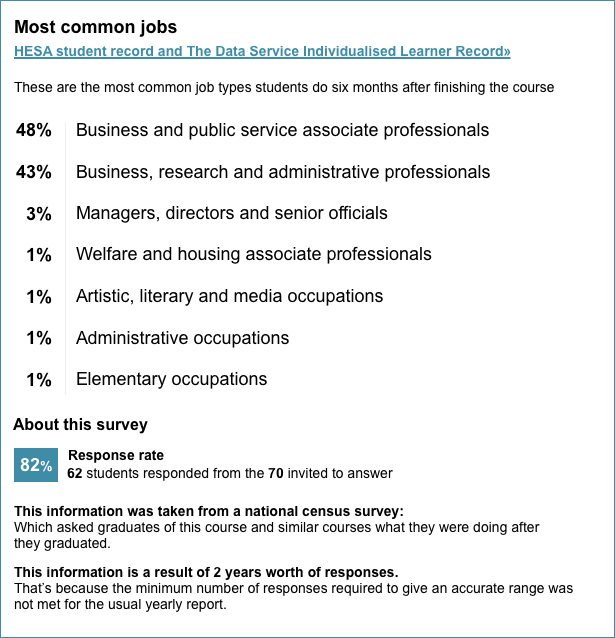 Most common jobs
HESA student record and The Data Service Individualised Learner Record»
These are the most common job types students do six months after finishing the course
48% Business and public service associate professionals
43% Business, research and administrative professionals
3% Managers, directors and senior officials
1% Welfare and housing associate professionals
1% Artistic, literary and media occupations
1% Administrative occupations
1% Elementary occupations
About this survey
82% Response rate
62 students responded from the 70 invited to answer
This information was taken from a national census survey:
Which asked graduates of this course and similar courses what they were doing after
they graduated.
This information is a result of 2 years worth of responses.
That's because the minimum number of responses required to give an accurate range was
not met for the usual yearly report.